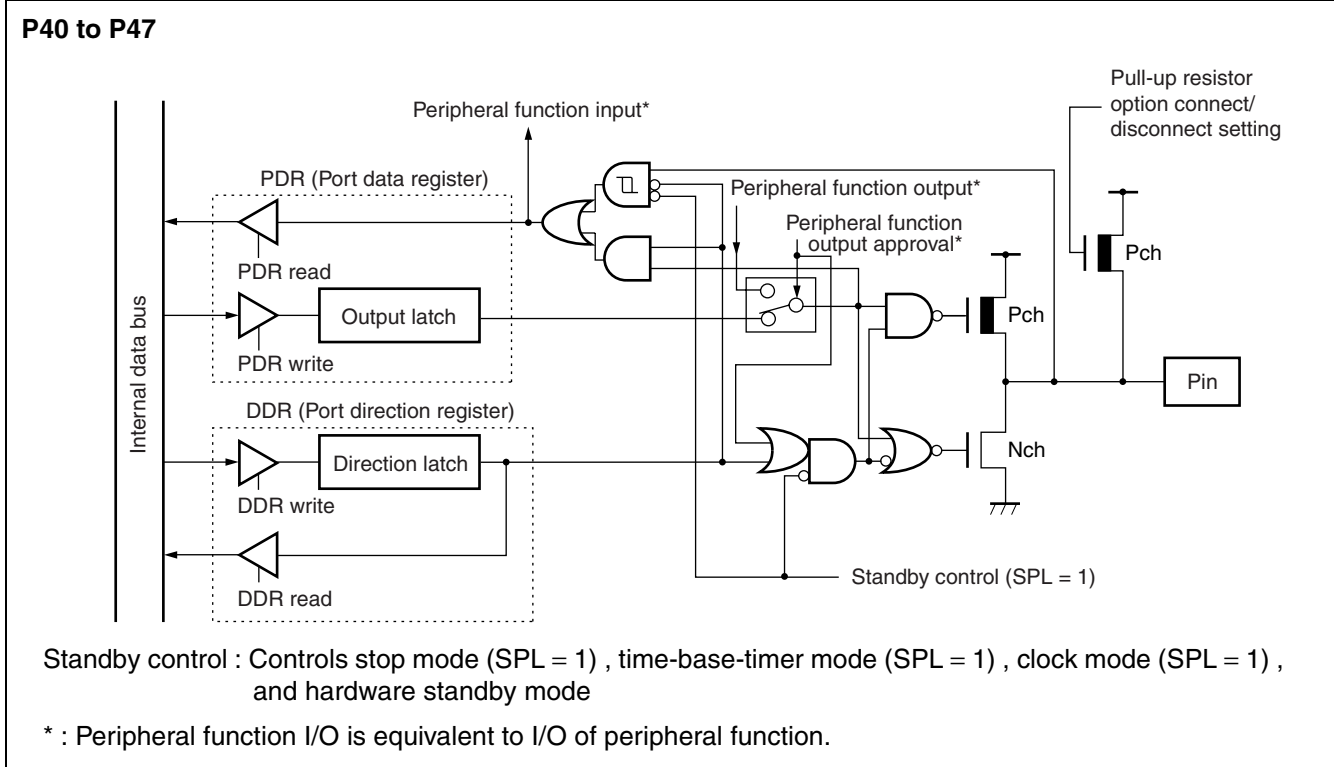 P40 to P47
Pull-up resistor
option connect/
disconnect setting
Peripheral function input*
PDR (Port data register)
Peripheral function output*
Peripheral function
output approval*
Pch
PDR read
Internal data bus
Output latch
Pch
PDR write
Pin
DDR (Port direction register)
Direction latch
Nch
DDR write
Standby control (SPL = 1)
DDR read
Standby control : Controls stop mode (SPL = 1) , time-base-timer mode (SPL = 1) , clock mode (SPL = 1) ,
and hardware standby mode
* : Peripheral function I/O is equivalent to I/O of peripheral function.